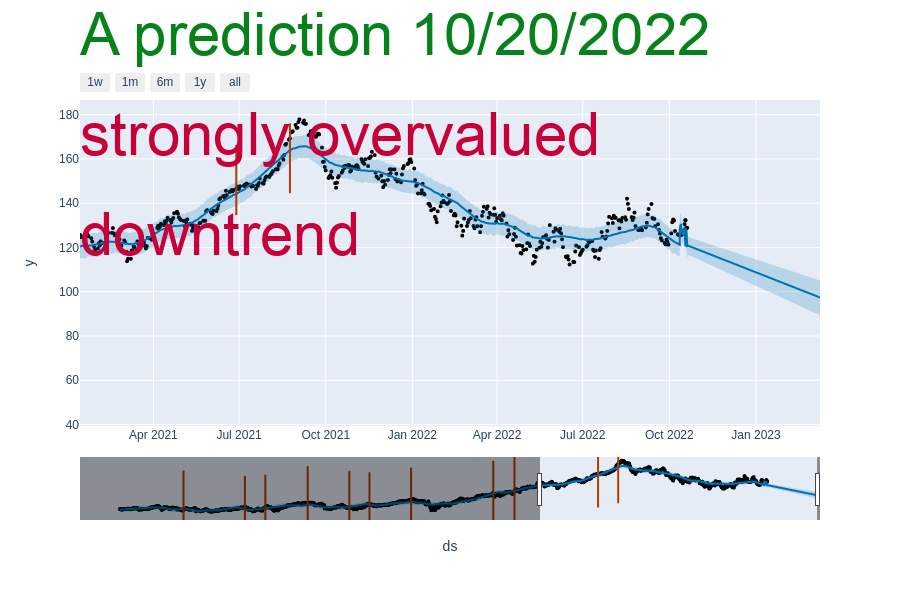 A prediction 10/20/2022
1w 1m 6m 1y all
180
strongly overvalued
160
140
downtrend
120
y
100
80
60
40
Apr 2021 Jul 2021 Oct 2021 Jan 2022 Apr 2022 Jul 2022 Oct 2022 Jan 2023
ds